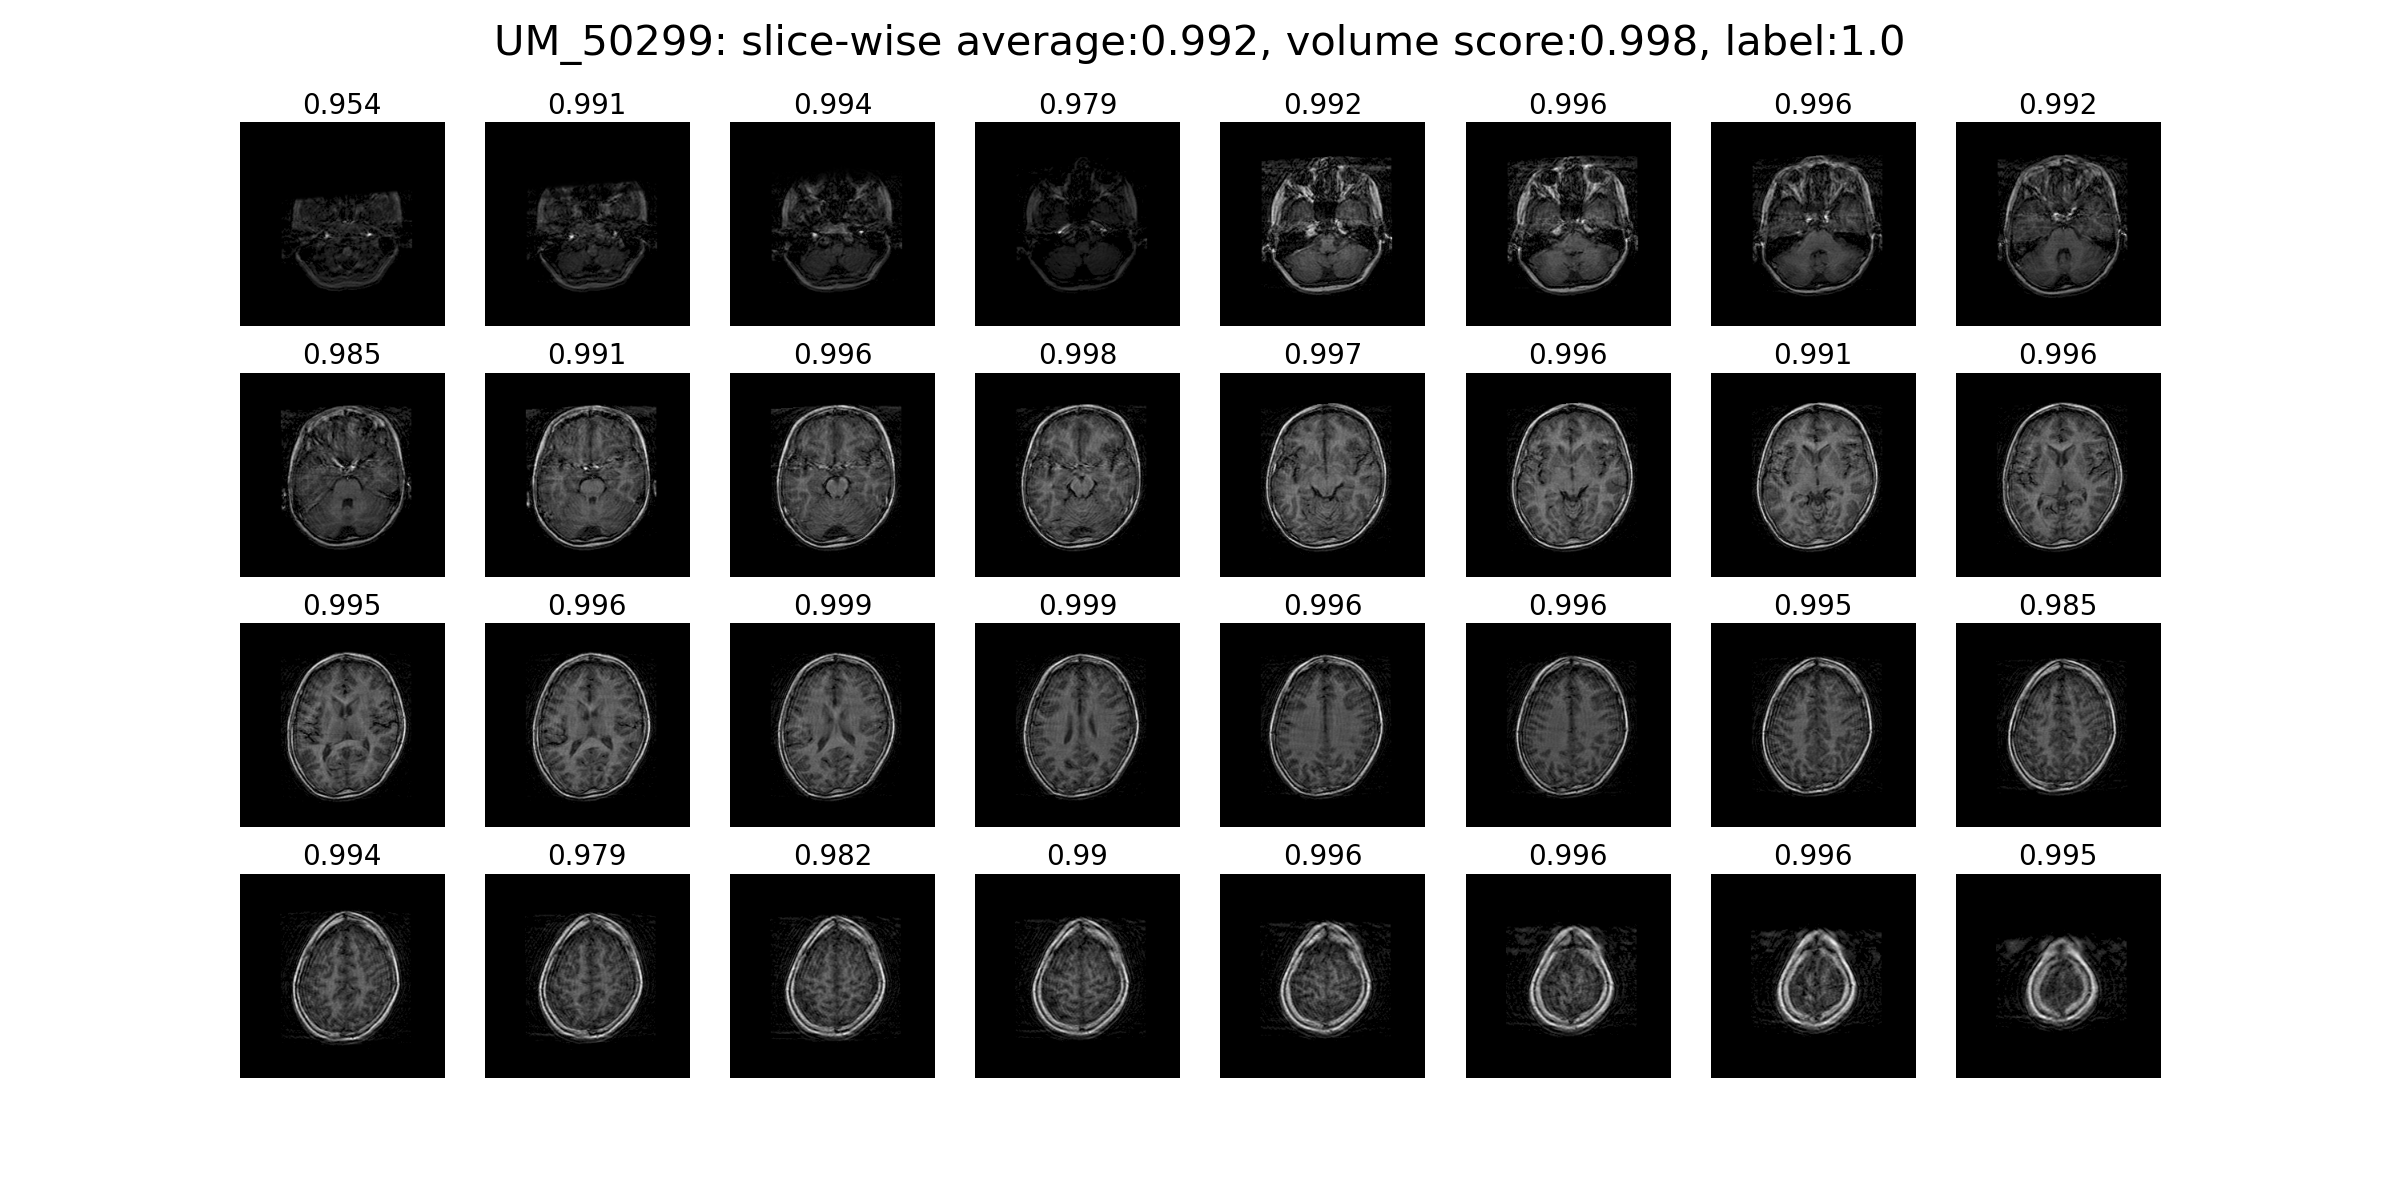 UM_50299: slice-wise average:0.992, volume score:0.998, label:1.0
0.954 0.991 0.994 0.979 0.992 0.996 0.996 0.992
0.985 0.991 0.996 0.998 0.997 0.996 0.991 0.996
0.995 0.996 0.999 0.999 0.996 0.996 0.995 0.985
0.994 0.979 0.982 0.99 0.996 0.996 0.996 0.995